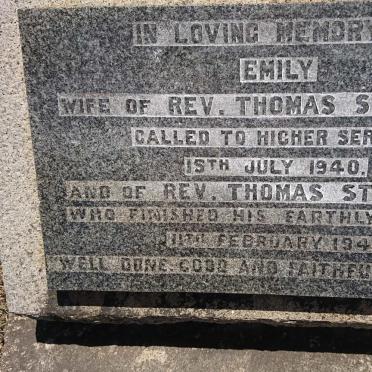 IN LOVING MEMORY
EMILY
WIFE OF REV. THOMAS S
CALLED TO HIGHER SER
15TH JULY 1940.
AND OF REV. THOMAS ST
WHO FINISHED HIS EARTHLY
11TH FEBRUARY 194
WELL DONE, GOOD AND FAITHFU